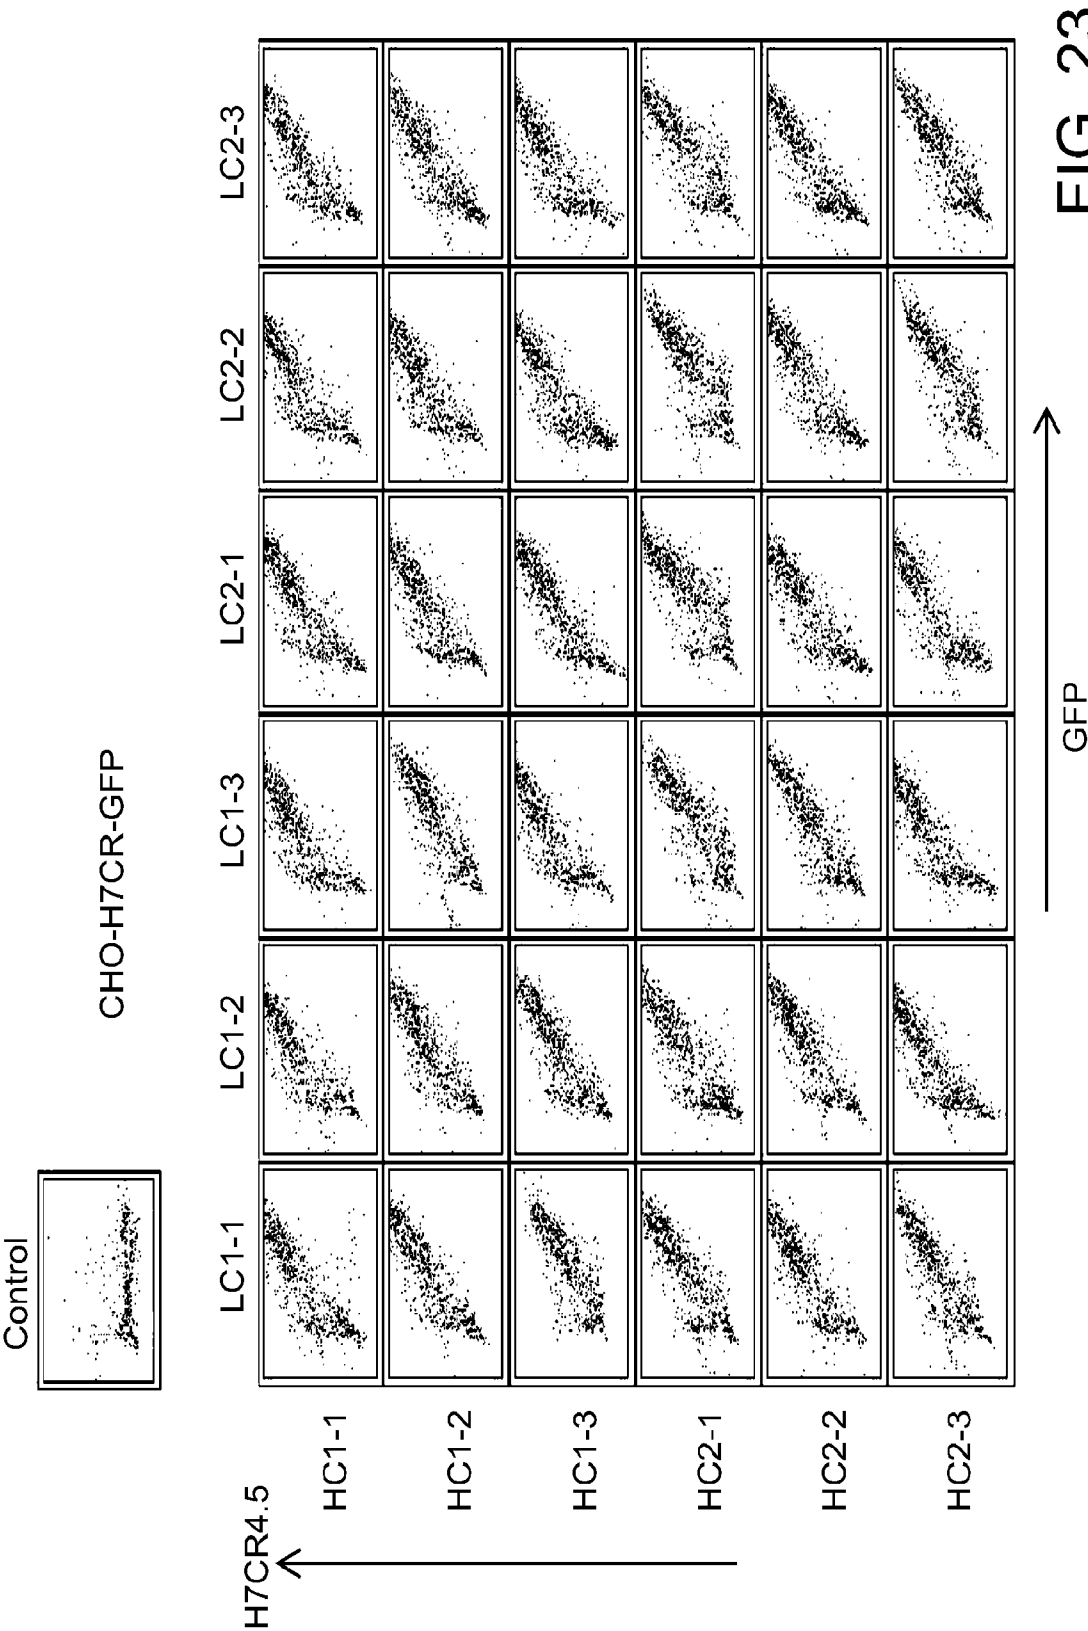 Control
CHO-H7CR-GFP
LC1-1 LC1-2 LC1-3 LC2-1 LC2-2 LC2-3
H7CR4.5
HC1-1
HC1-2
HC1-3
HC2-1
HC2-2
HC2-3
GFP
FIG. 23